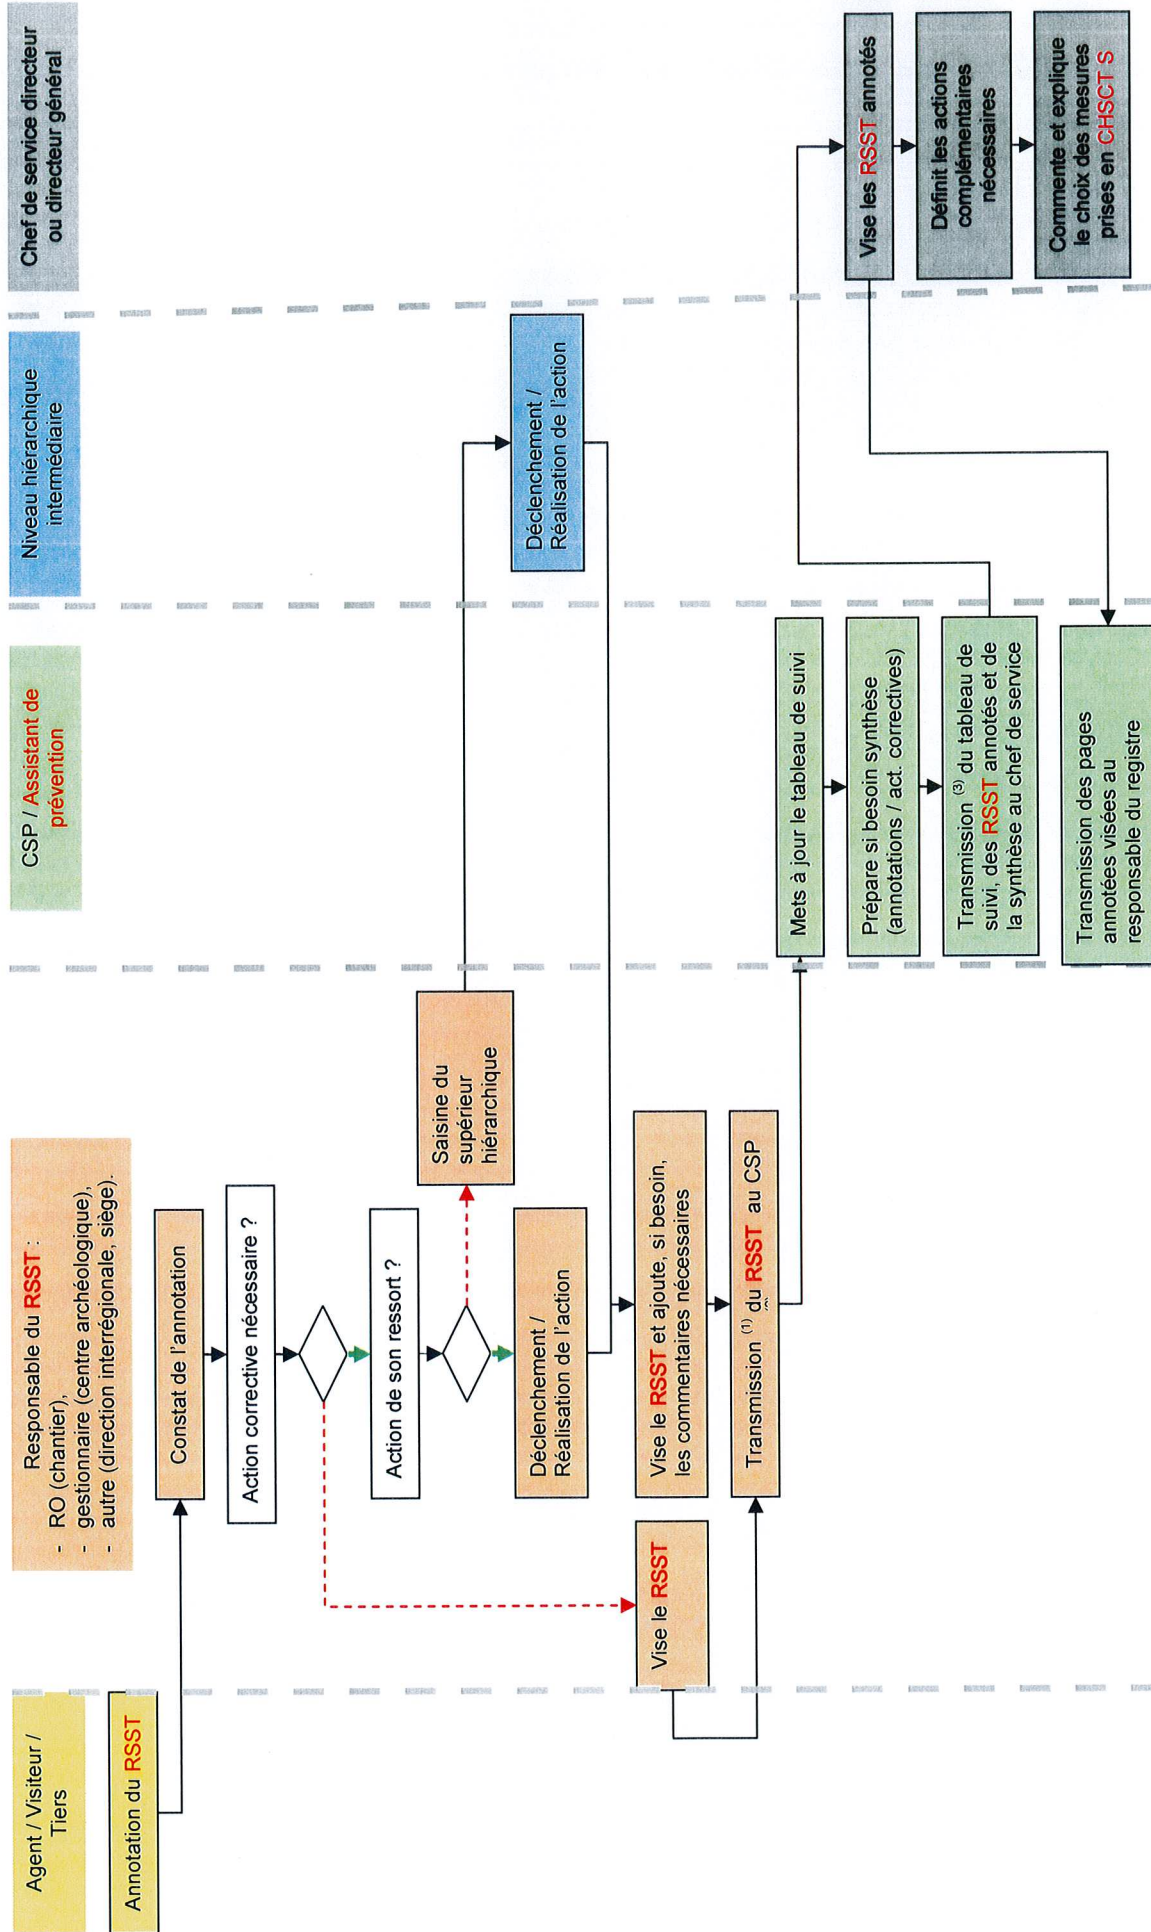 Agent / Visiteur /
Tiers
Responsable du RSST :
- RO (chantier),
- gestionnaire (centre archéologique),
- autre (direction interrégionale, siège).
CSP / Assistant de
prévention
Niveau hiérarchique
intermédiaire
Chef de service directeur
ou directeur général
Annotation du RSST
Constat de l'annotation
Action corrective nécessaire ?
Action de son ressort ?
Saisine du
supérieur
hiérarchique
Déclenchement /
Réalisation de l'action
Déclenchement /
Réalisation de l'action
Vise le RSST
Vise le RSST et ajoute, si besoin,
les commentaires nécessaires
Transmission (1) du RSST au CSP
Mets à jour le tableau de suivi
Prépare si besoin synthèse
(annotations / act. correctives)
Transmission (3) du tableau de
suivi, des RSST annotés et de
la synthèse au chef de service
Transmission des pages
annotées visées au
responsable du registre
Vise les RSST annotés
Définit les actions
complémentaires
nécessaires
Commente et explique
le choix des mesures
prises en CHSCT S